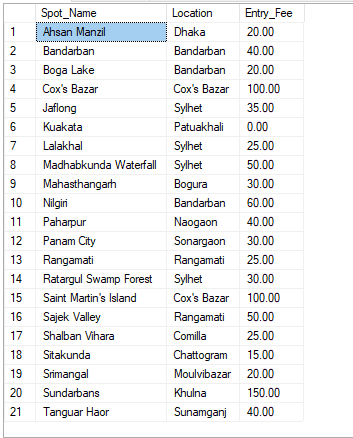 Spot_Name Location Entry_Fee
1 Ahsan Manzil Dhaka 20.00
2 Bandarban Bandarban 40.00
3 Boga Lake Bandarban 20.00
4 Cox's Bazar Cox's Bazar 100.00
5 Jaflong Sylhet 35.00
6 Kuakata Patuakhali 0.00
7 Lalakhal Sylhet 25.00
8 Madhabkunda Waterfall Sylhet 50.00
9 Mahasthangarh Bogura 30.00
10 Nilgiri Bandarban 60.00
11 Paharpur Naogaon 40.00
12 Panam City Sonargaon 30.00
13 Rangamati Rangamati 25.00
14 Ratargul Swamp Forest Sylhet 30.00
15 Saint Martin's Island Cox's Bazar 100.00
16 Sajek Valley Rangamati 50.00
17 Shalban Vihara Comilla 25.00
18 Sitakunda Chattogram 15.00
19 Srimangal Moulvibazar 20.00
20 Sundarbans Khulna 150.00
21 Tanguar Haor Sunamganj 40.00